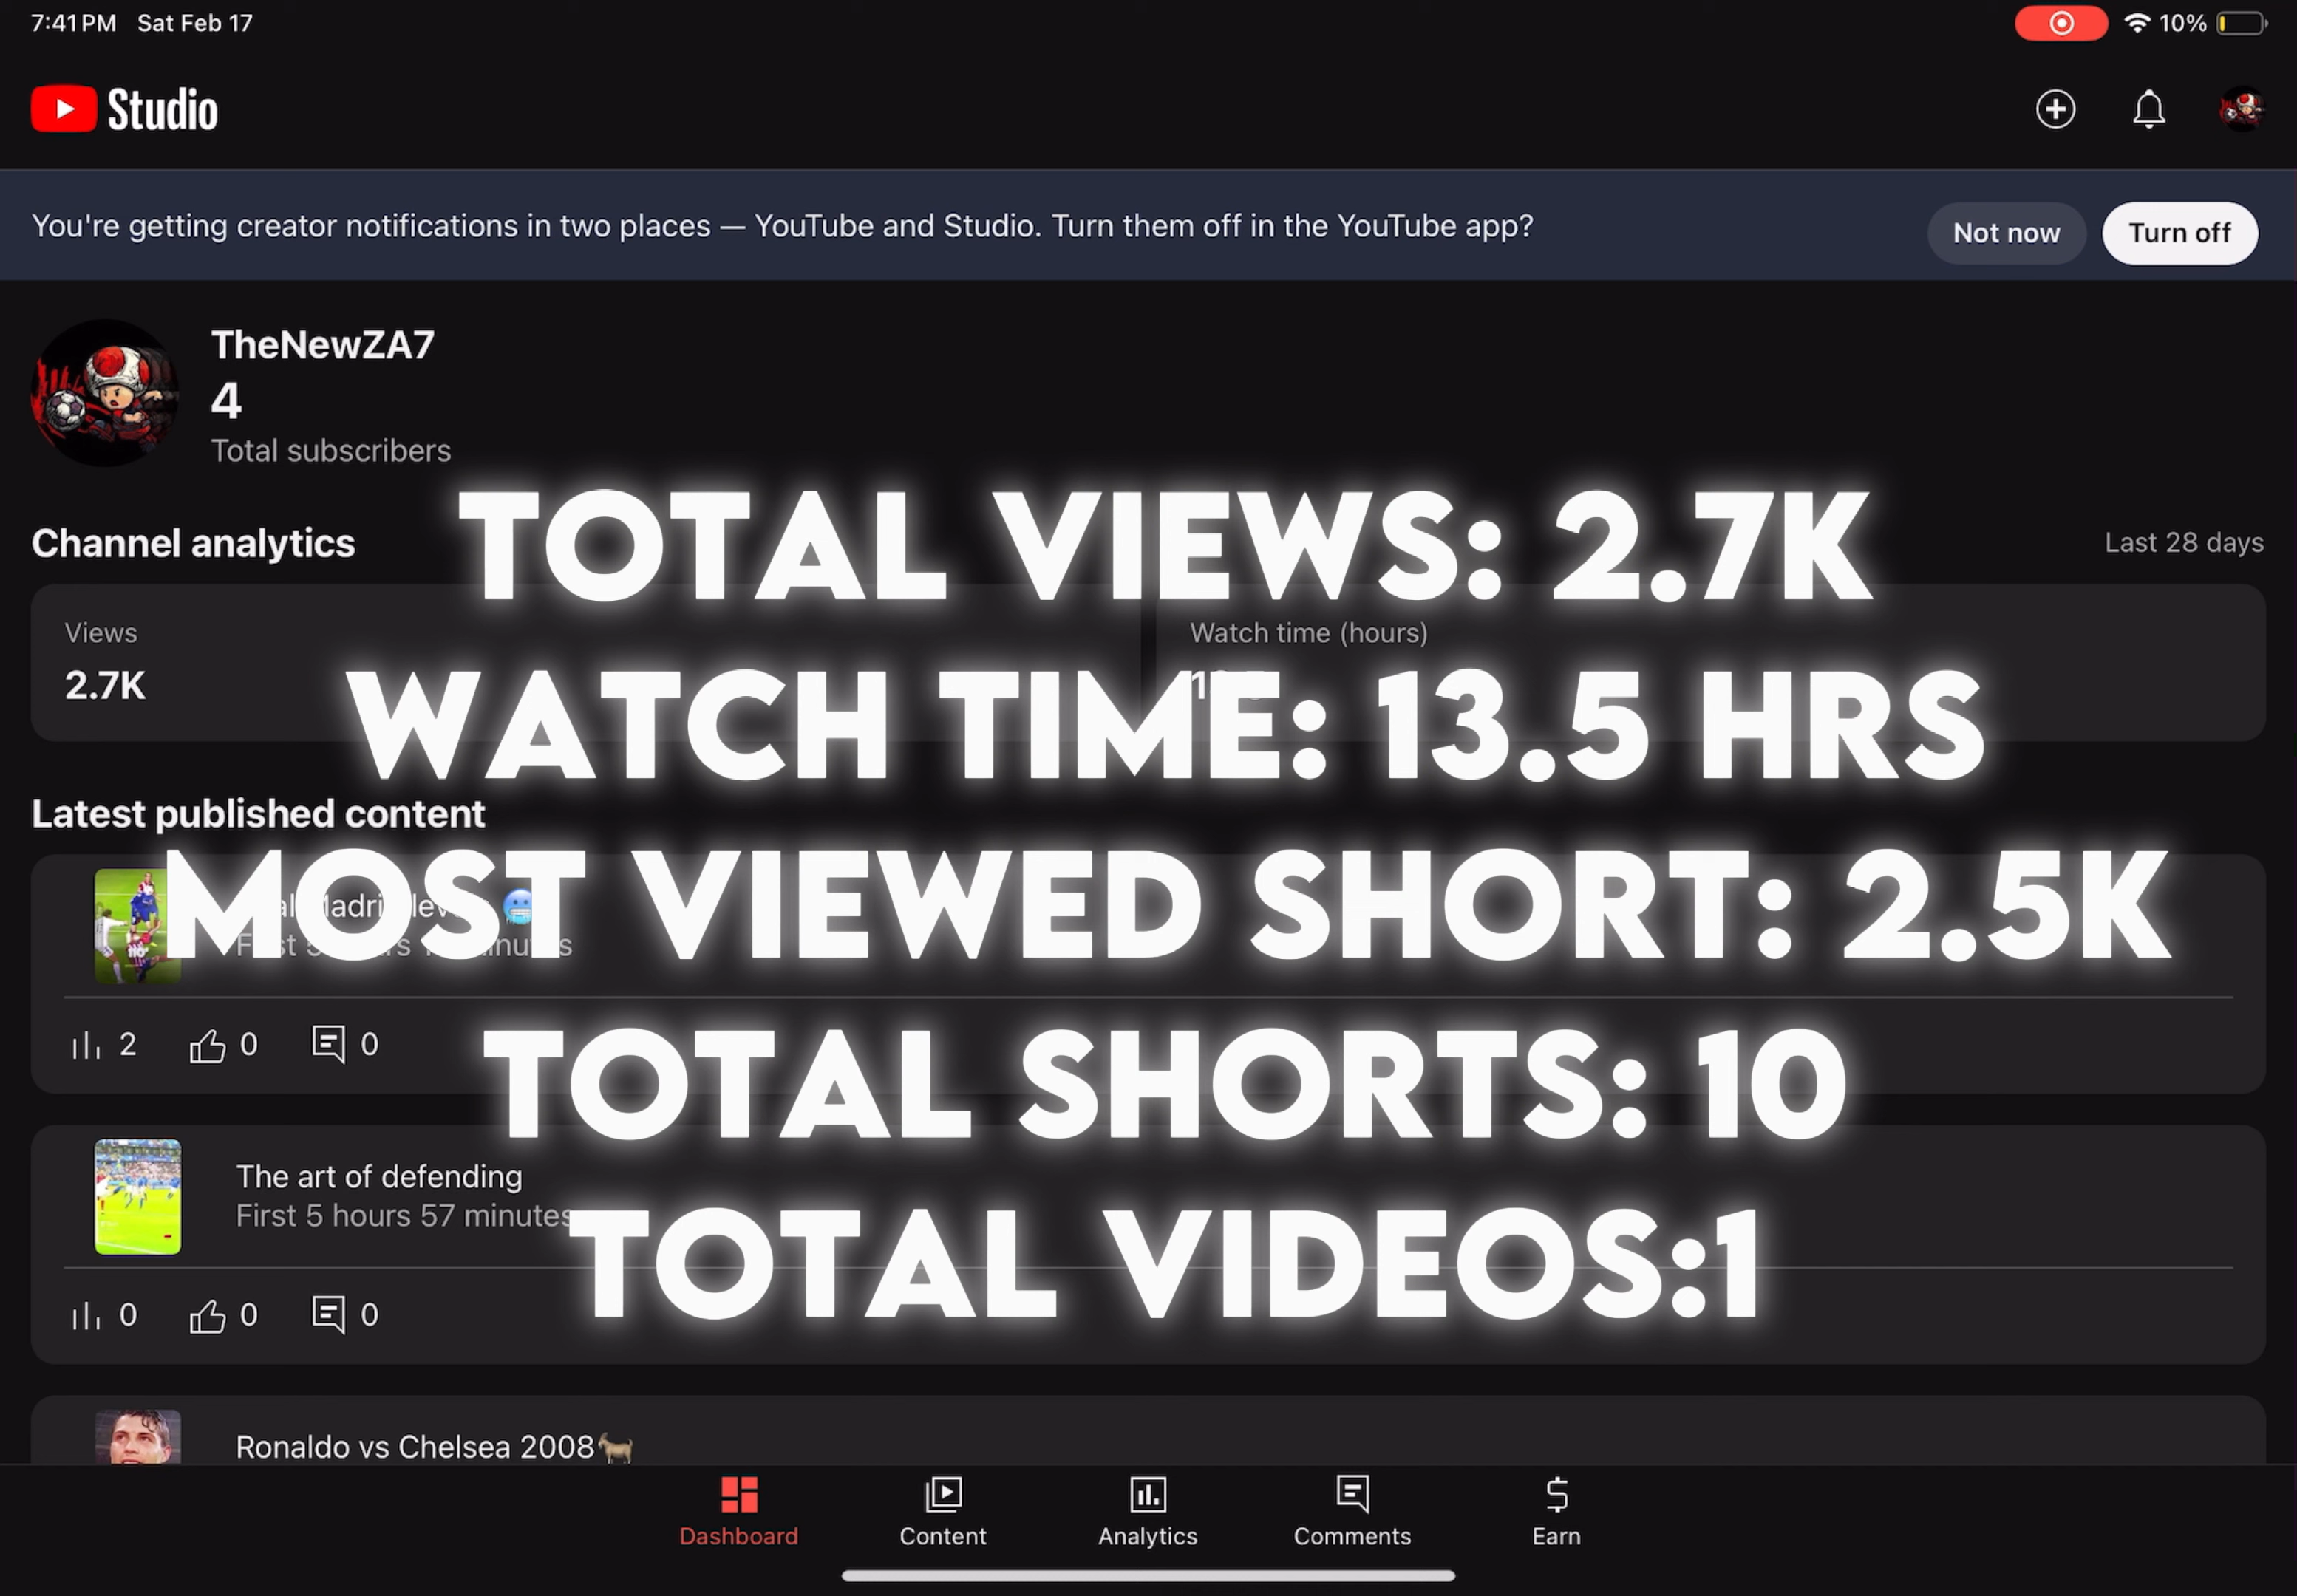 7:41 PM Sat Feb 17
10%
Studio
You're getting creator notifications in two places — YouTube and Studio. Turn them off in the YouTube app?
Not now
Turn off
TheNewZA7
4
Total subscribers
TOTAL VIEWS: 2.7K
Channel analytics
Last 28 days
Views
2.7K
Watch time (hours)
WATCH TIME: 13.5 HRS
Latest published content
MOST VIEWED SHORT: 2.5K
🥶
First
2 0 0
TOTAL SHORTS: 10
The art of defending
First 5 hours 57 minutes
TOTAL VIDEOS:1
0 0 0
Ronaldo vs Chelsea 2008🐐
Dashboard
Content
Analytics
Comments
Earn